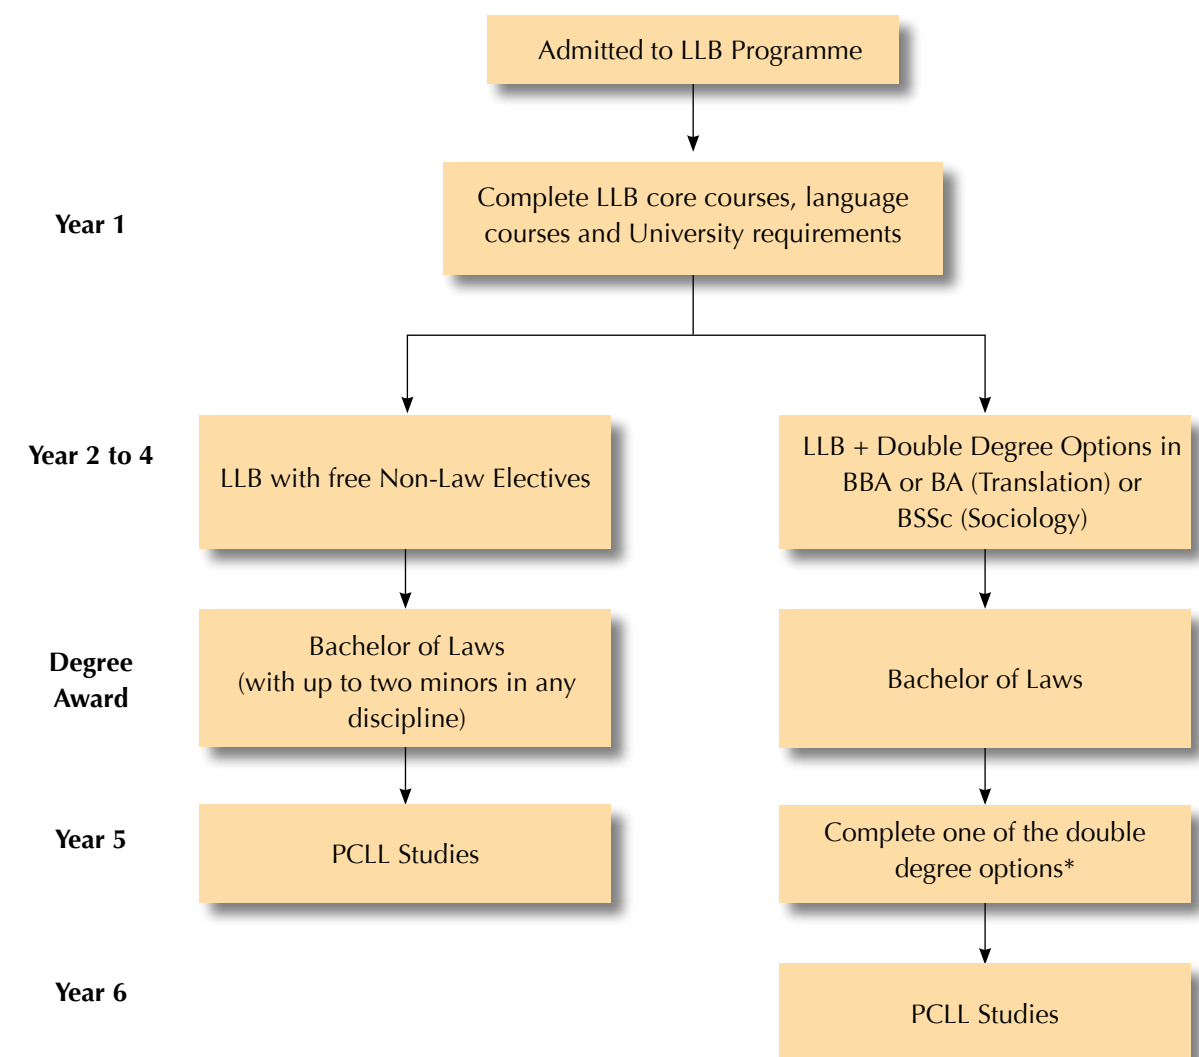 Admitted to LLB Programme
Year 1
Complete LLB core courses, language
courses and University requirements
Year 2 to 4
LLB with free Non-Law Electives
LLB + Double Degree Options in
BBA or BA (Translation) or
BSSc (Sociology)
Degree
Award
Bachelor of Laws
(with up to two minors in any
discipline)
Bachelor of Laws
Year 5
PCLL Studies
Complete one of the double
degree options*
Year 6
PCLL Studies